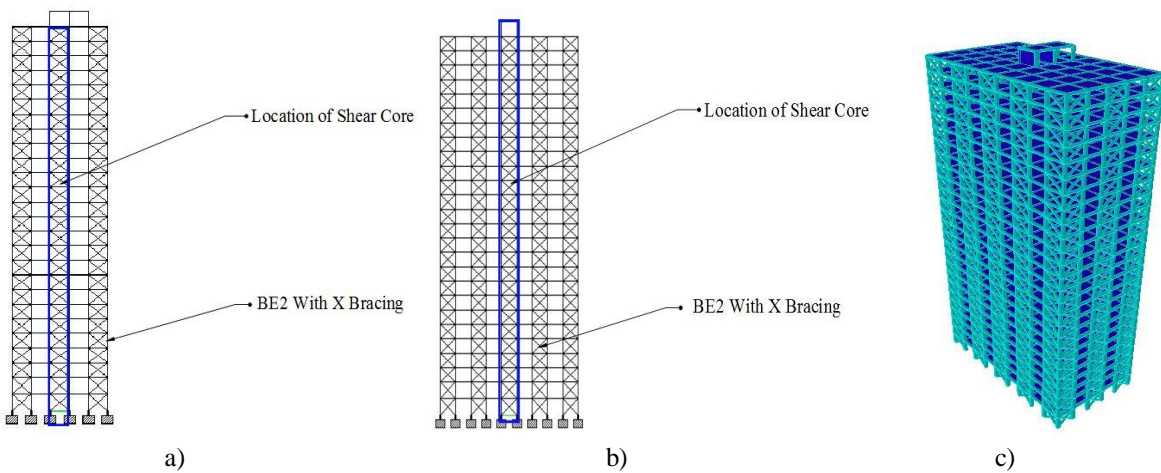 Location of Shear Core
BE2 With X Bracing
a)
Location of Shear Core
BE2 With X Bracing
b)
c)